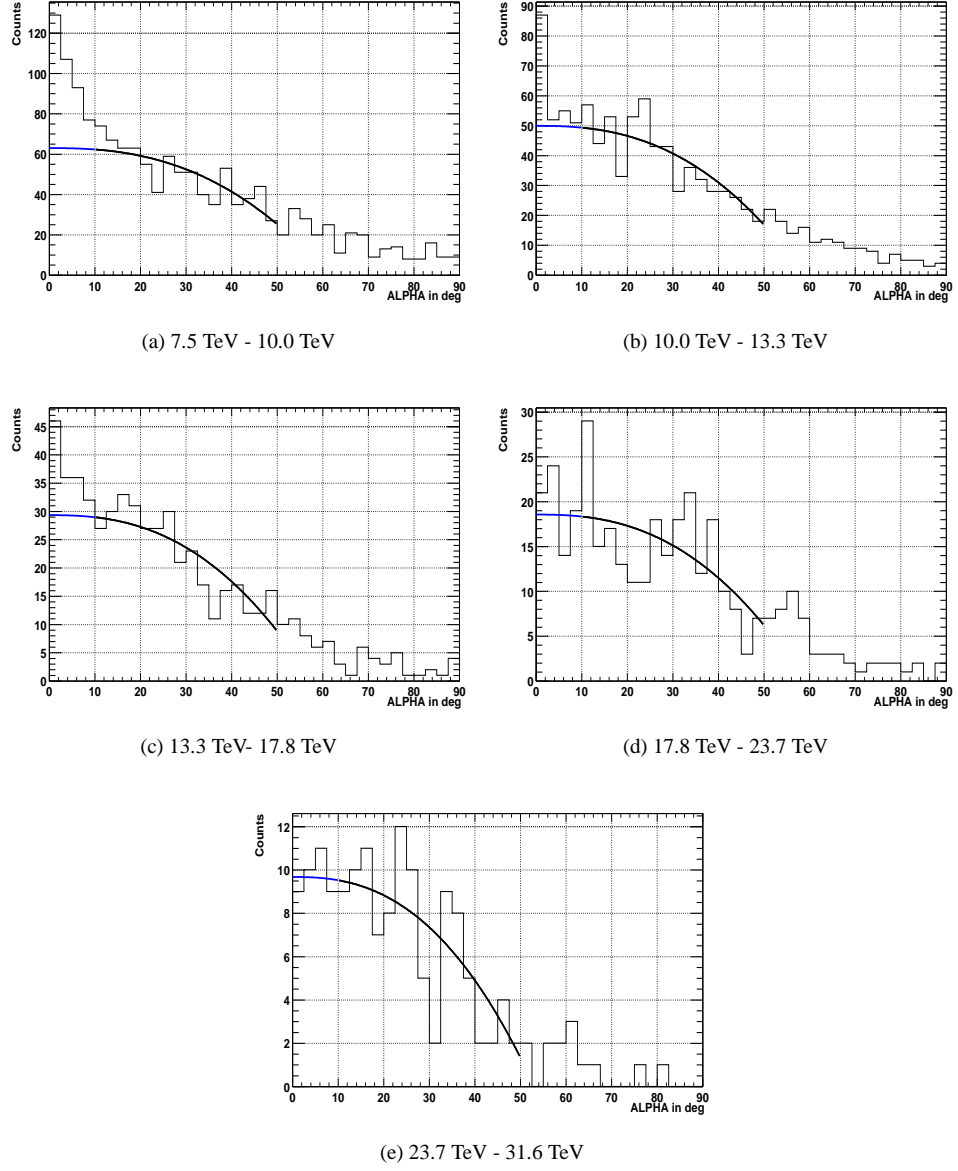 Counts
120
100
80
60
40
20
0
0 10 20 30 40 50 60 70 80 90
ALPHA in deg
(a) 7.5 TeV - 10.0 TeV
Counts
90
80
70
60
50
40
30
20
10
0
0 10 20 30 40 50 60 70 80 90
ALPHA in deg
(b) 10.0 TeV - 13.3 TeV
Counts
45
40
35
30
25
20
15
10
5
0
0 10 20 30 40 50 60 70 80 90
ALPHA in deg
(c) 13.3 TeV- 17.8 TeV
Counts
30
25
20
15
10
5
0
0 10 20 30 40 50 60 70 80 90
ALPHA in deg
(d) 17.8 TeV - 23.7 TeV
Counts
12
10
8
6
4
2
0
0 10 20 30 40 50 60 70 80 90
ALPHA in deg
(e) 23.7 TeV - 31.6 TeV